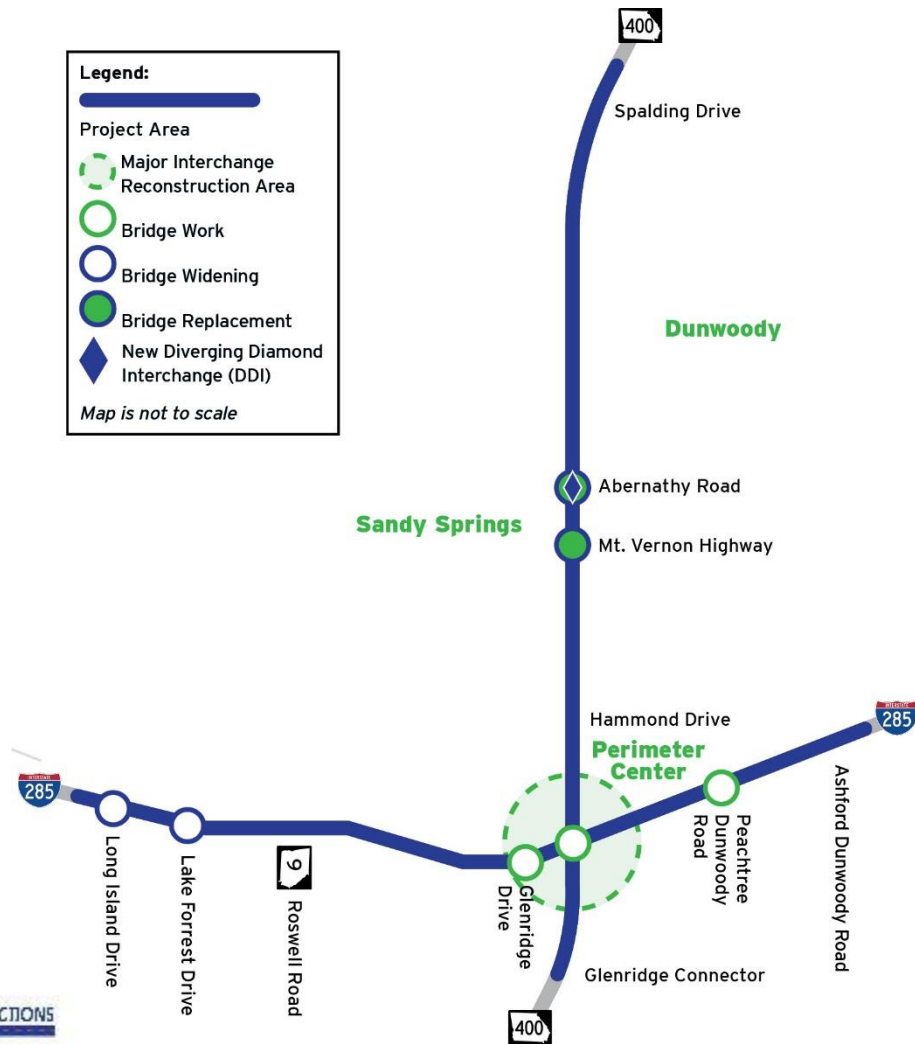 400
Legend:
Project Area
Major Interchange
Reconstruction Area
Bridge Work
Bridge Widening
Bridge Replacement
New Diverging Diamond
Interchange (DDI)
Map is not to scale
Spalding Drive
Dunwoody
Abernathy Road
Sandy Springs
Mt. Vernon Highway
Hammond Drive
INTERSTATE
285
Perimeter
Center
INTERSTATE
285
Long Island Drive
Lake Forrest Drive
9
Roswell Road
Glenridge
Drive
Peachtree
Dunwoody
Road
Ashford Dunwoody Road
Glenridge Connector
400
CTIONS